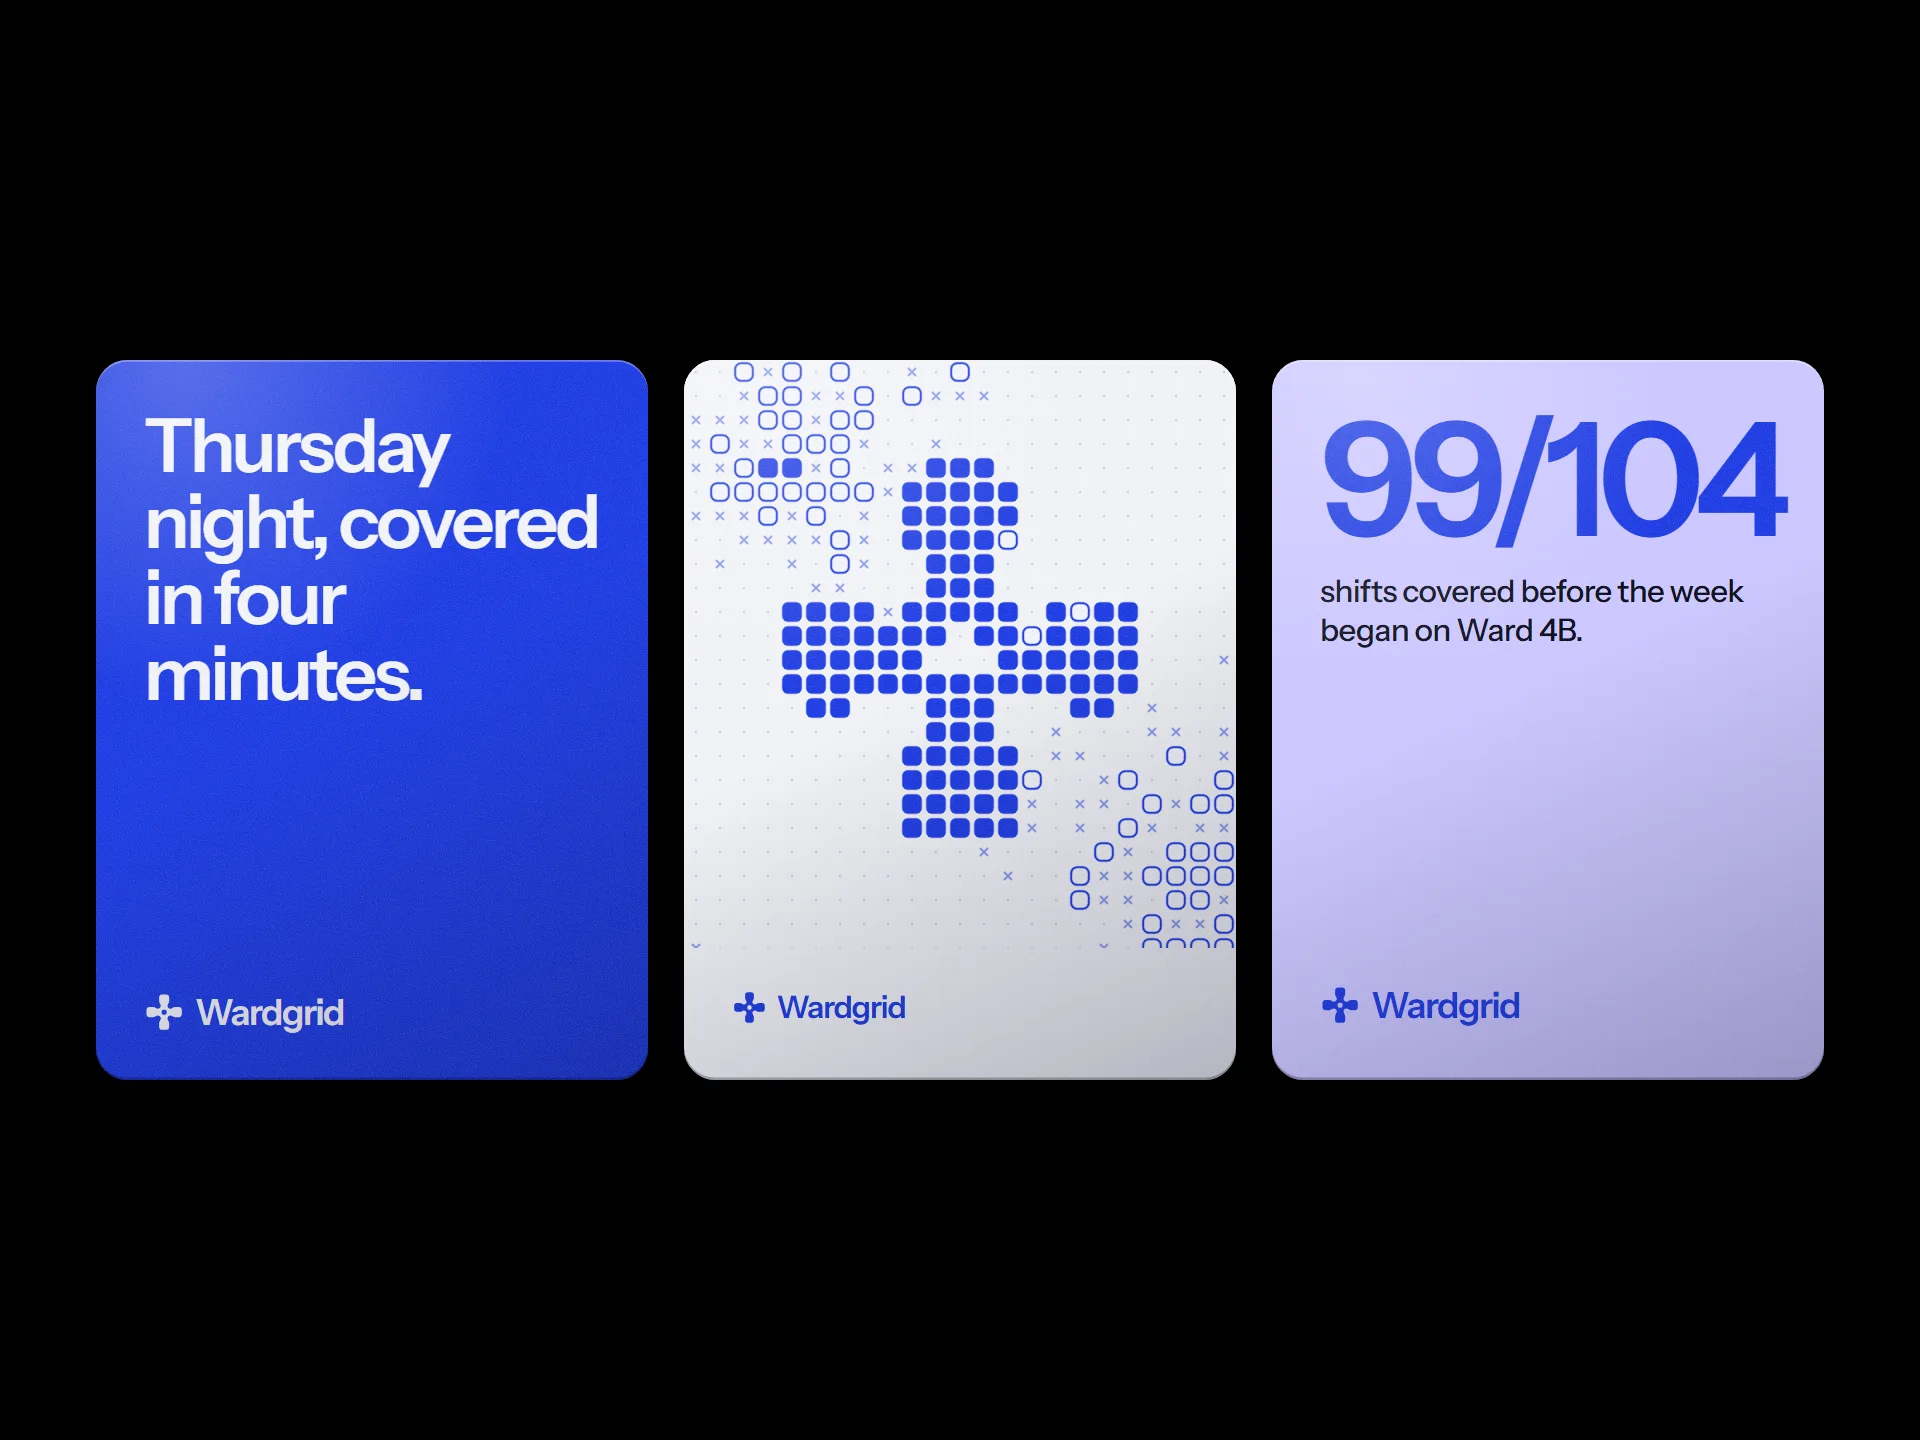 Thursday
night, covered
in four
minutes.
Wardgrid
Wardgrid
99/104
shifts covered before the week
began on Ward 4B.
Wardgrid